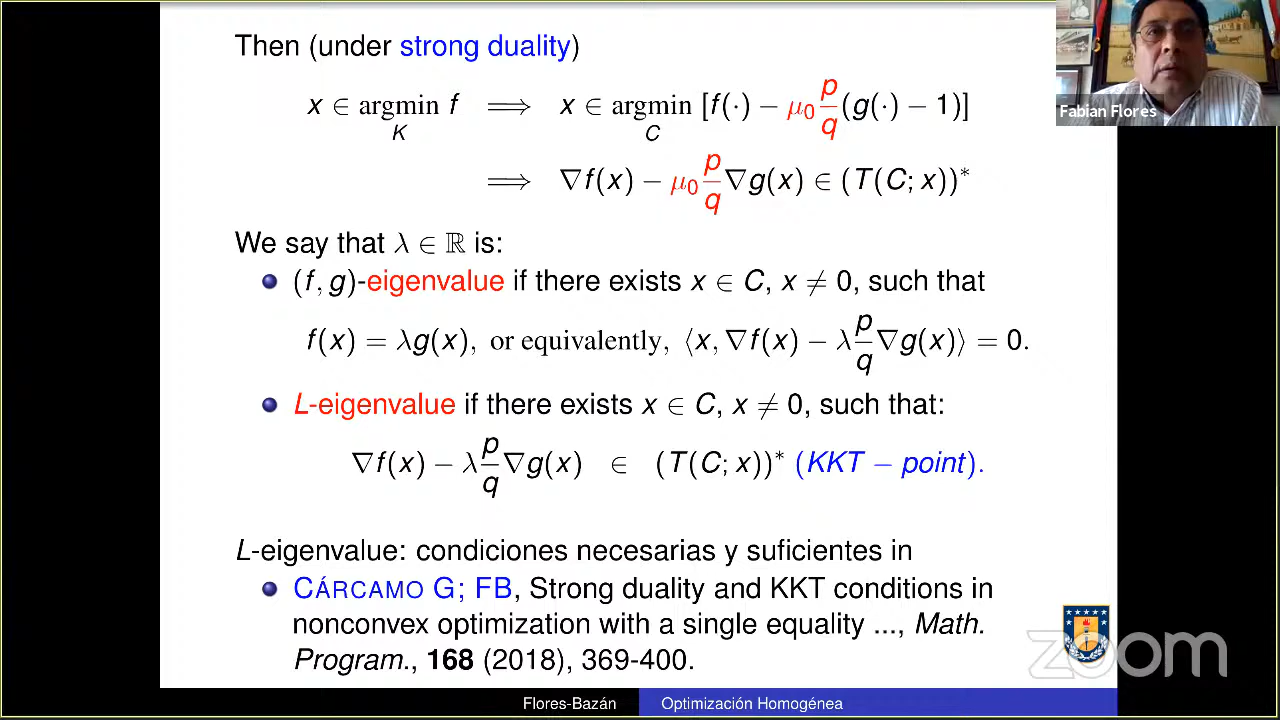 Then (under strong duality)
x ∈ argmin_K f ⟹ x ∈ argmin_C [f(·) − μ₀ p/q (g(·) − 1)]
⟹ ∇f(x) − μ₀ p/q ∇g(x) ∈ (T(C; x))*
We say that λ ∈ ℝ is:
(f, g)-eigenvalue if there exists x ∈ C, x ≠ 0, such that
f(x) = λg(x), or equivalently, ⟨x, ∇f(x) − λ p/q ∇g(x)⟩ = 0.
L-eigenvalue if there exists x ∈ C, x ≠ 0, such that:
∇f(x) − λ p/q ∇g(x) ∈ (T(C; x))* (KKT − point).
L-eigenvalue: condiciones necesarias y suficientes in
CÁRCAMO G; FB, Strong duality and KKT conditions in
nonconvex optimization with a single equality ..., Math.
Program., 168 (2018), 369-400.
Flores-Bazán Optimización Homogénea
Fabian Flores
zoom